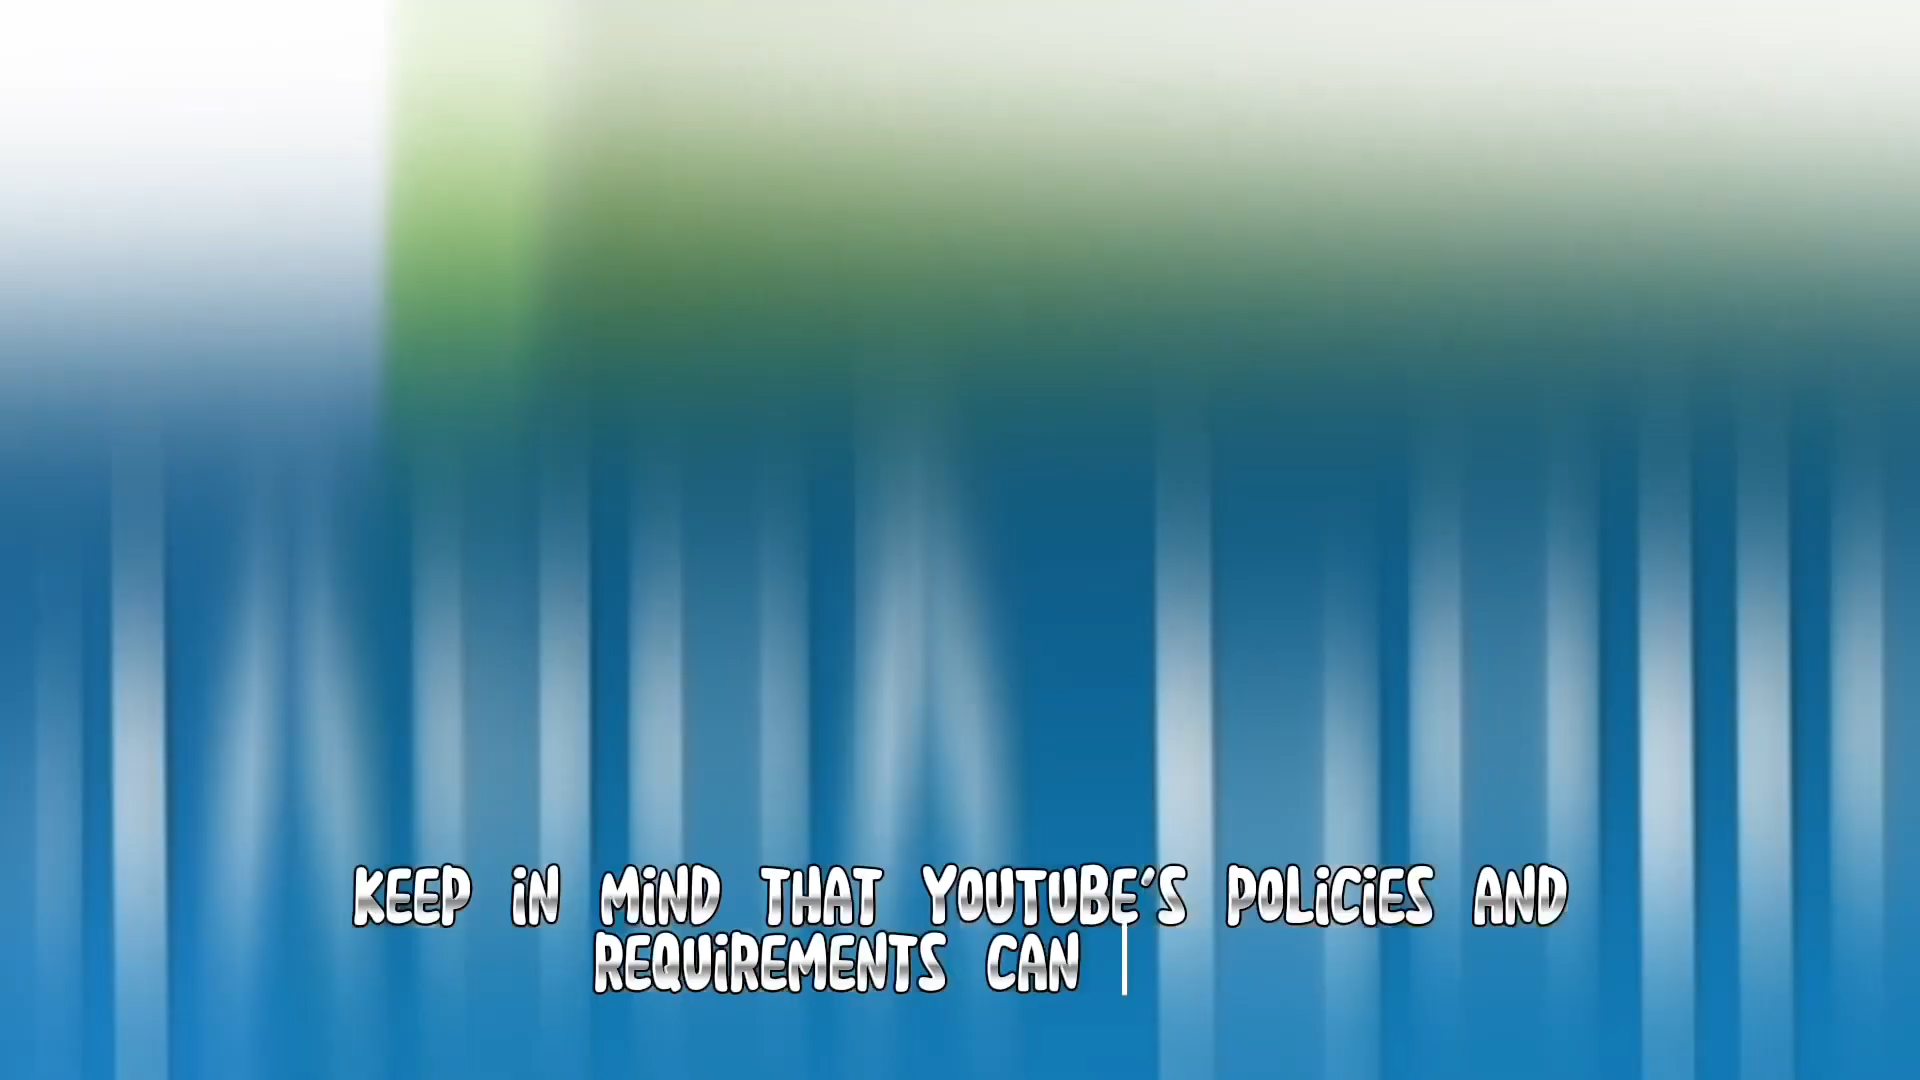 KEEP iN MiND THAT YOUTUBE'S POLiCiES AND
REQUiREMENTS CAN